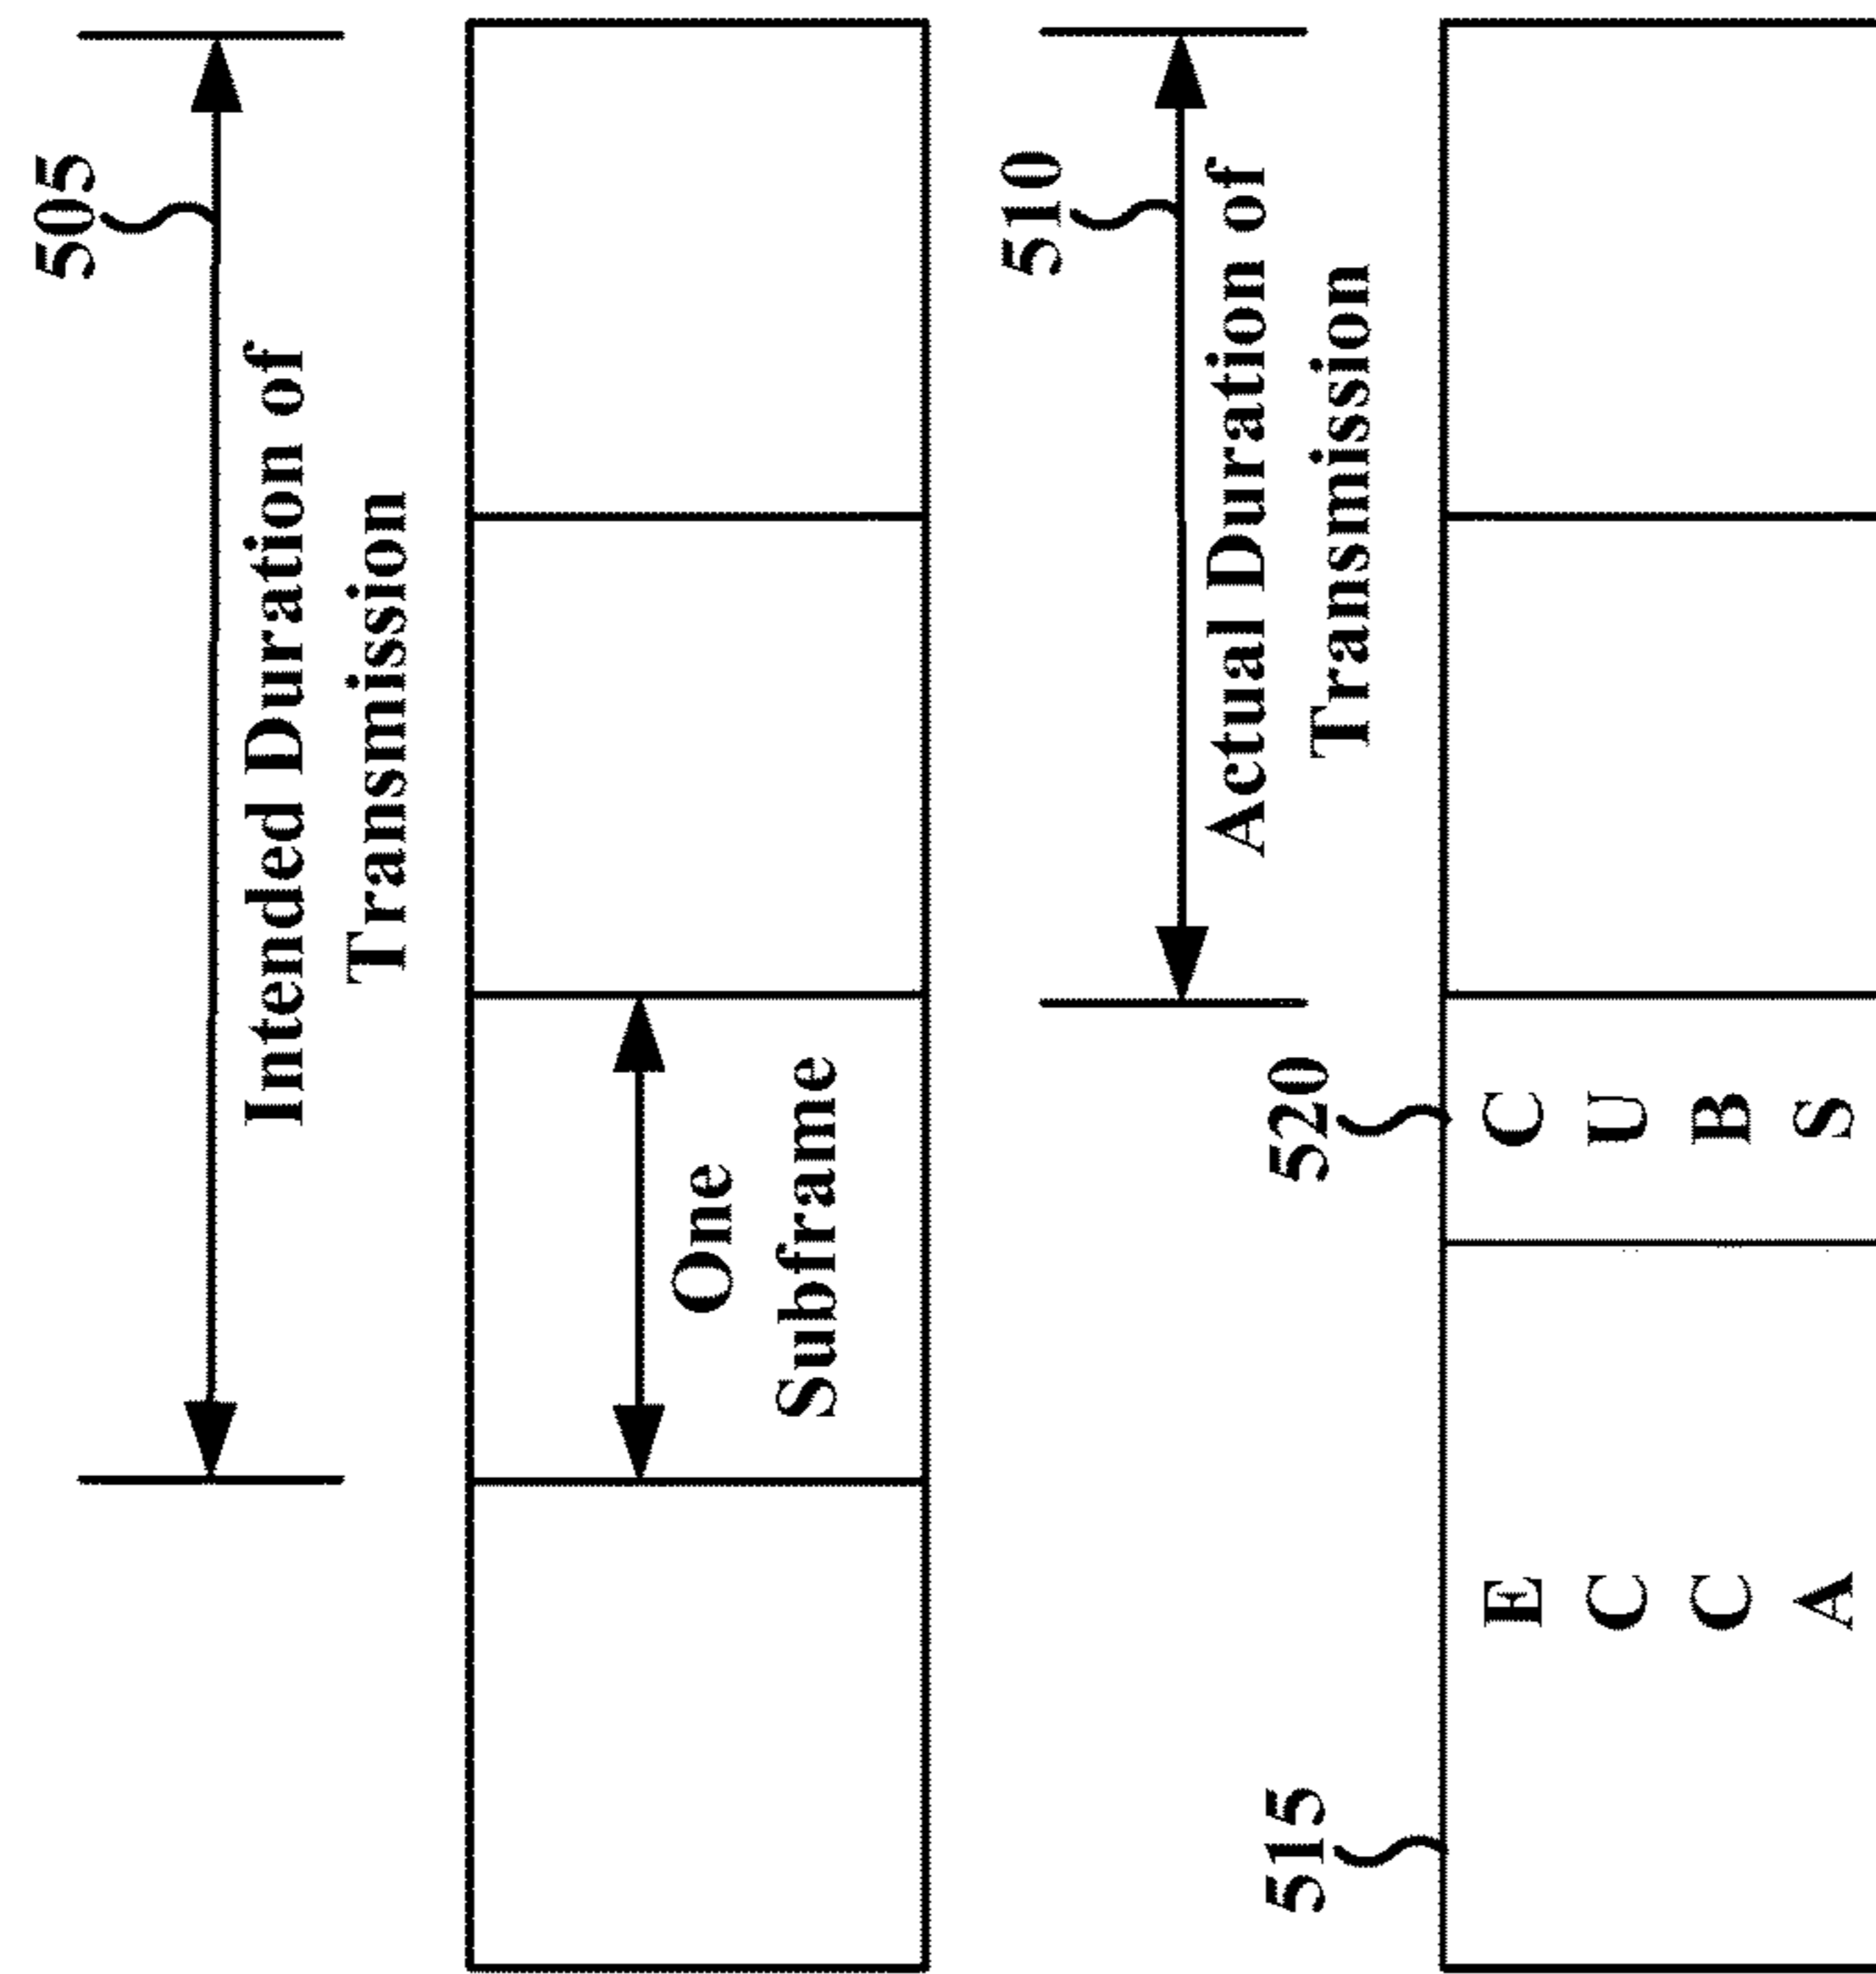 505
Intended Duration of
Transmission
One
Subframe
510
Actual Duration of
Transmission
515
520
E
C
C
A
C
U
B
S